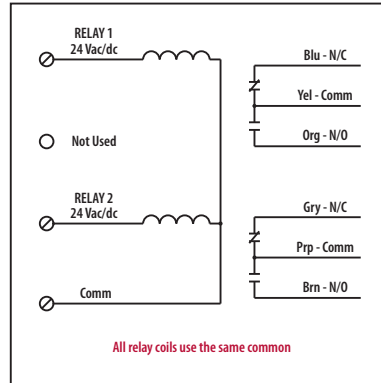 RELAY 1
24 Vac/dc
Not Used
RELAY 2
24 Vac/dc
Comm
Blu - N/C
Yel - Comm
Org - N/O
Gry - N/C
Prp - Comm
Brn - N/O
All relay coils use the same common